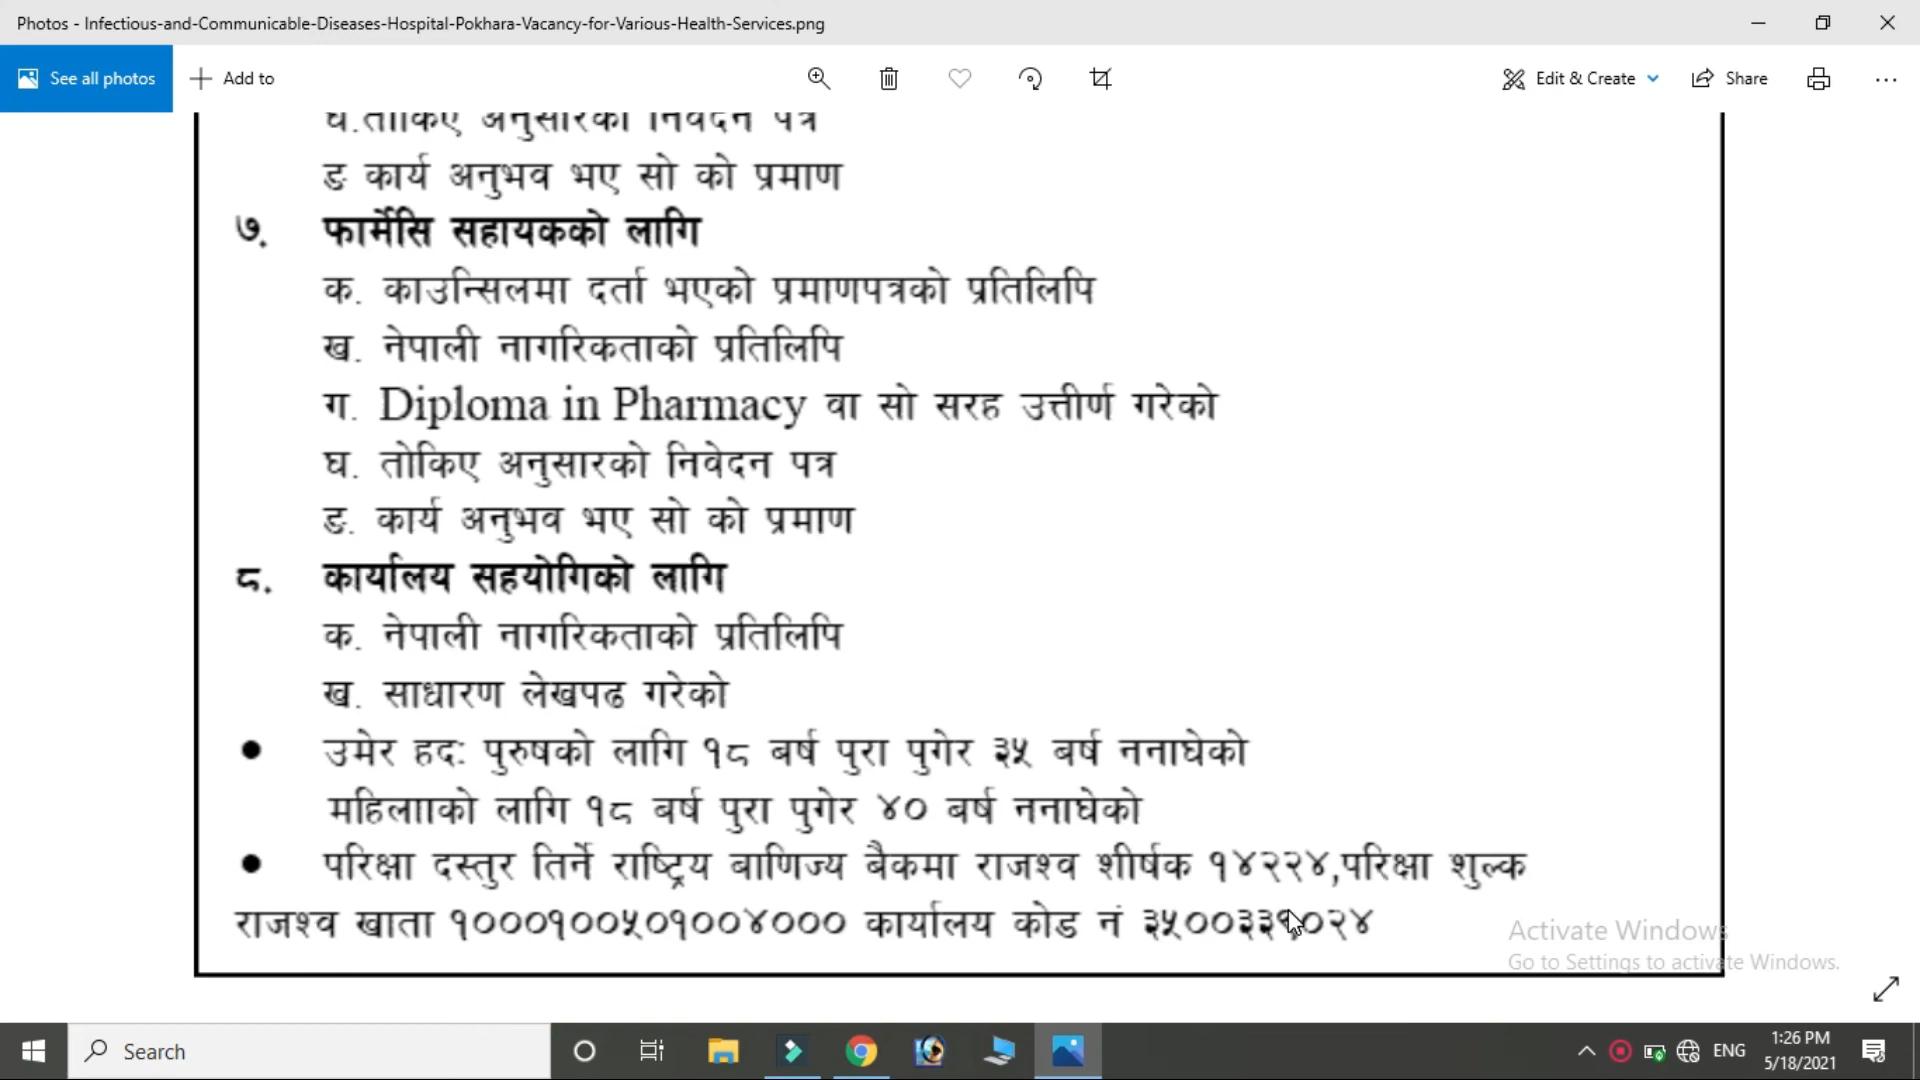 Photos - Infectious-and-Communicable-Diseases-Hospital-Pokhara-Vacancy-for-Various-Health-Services.png
See all photos
Add to
Edit & Create
Share
घ.तोकिए अनुसारको निवेदन पत्र
ङ कार्य अनुभव भए सो को प्रमाण
७. फार्मेसि सहायकको लागि
क. काउन्सिलमा दर्ता भएको प्रमाणपत्रको प्रतिलिपि
ख. नेपाली नागरिकताको प्रतिलिपि
ग. Diploma in Pharmacy वा सो सरह उत्तीर्ण गरेको
घ. तोकिए अनुसारको निवेदन पत्र
ङ. कार्य अनुभव भए सो को प्रमाण
८. कार्यालय सहयोगिको लागि
क. नेपाली नागरिकताको प्रतिलिपि
ख. साधारण लेखपढ गरेको
● उमेर हद: पुरुषको लागि १८ बर्ष पुरा पुगेर ३५ बर्ष ननाघेको
महिलााको लागि १८ बर्ष पुरा पुगेर ४० बर्ष ननाघेको
● परिक्षा दस्तुर तिर्ने राष्ट्रिय बाणिज्य बैकमा राजश्व शीर्षक १४२२४,परिक्षा शुल्क
राजश्व खाता १०००१००५०१००४००० कार्यालय कोड नं
Activate Windows
Go to Settings to activate Windows.
Search
ENG
1:26 PM
5/18/2021